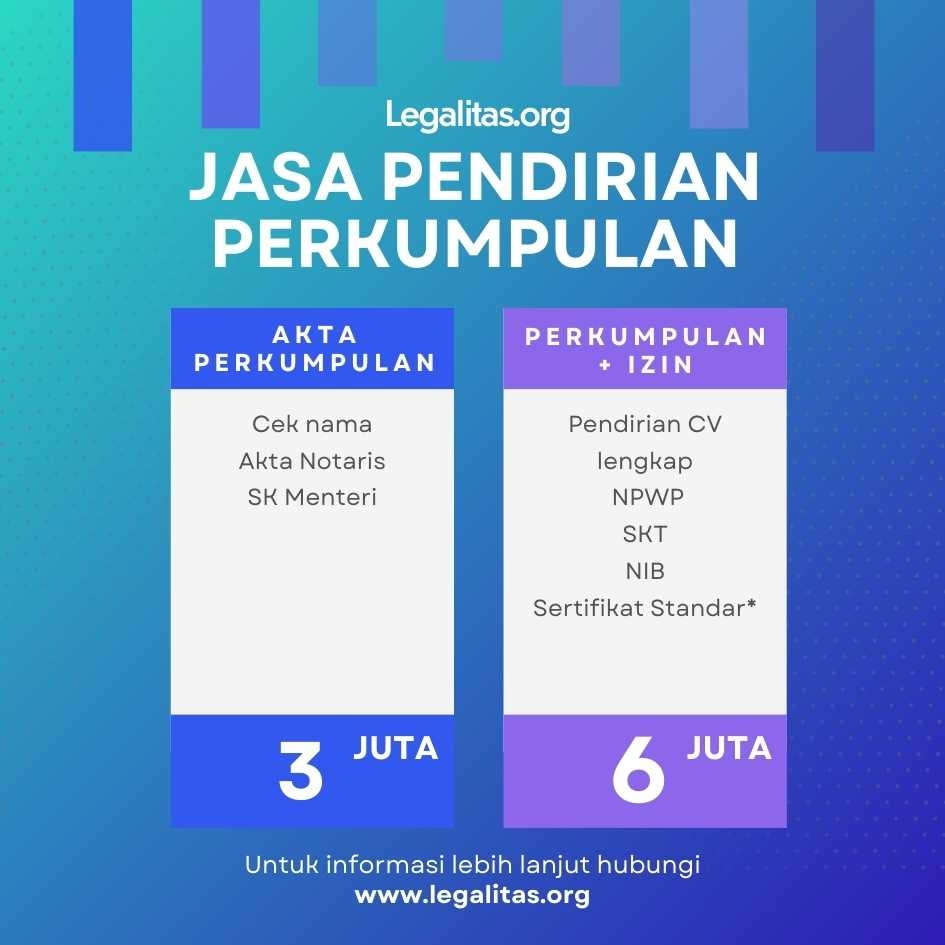 Legalitas.org
JASA PENDIRIAN
PERKUMPULAN
AKTA
PERKUMPULAN
Cek nama
Akta Notaris
SK Menteri
3 JUTA
PERKUMPULAN
+ IZIN
Pendirian CV
lengkap
NPWP
SKT
NIB
Sertifikat Standar*
6 JUTA
Untuk informasi lebih lanjut hubungi
www.legalitas.org